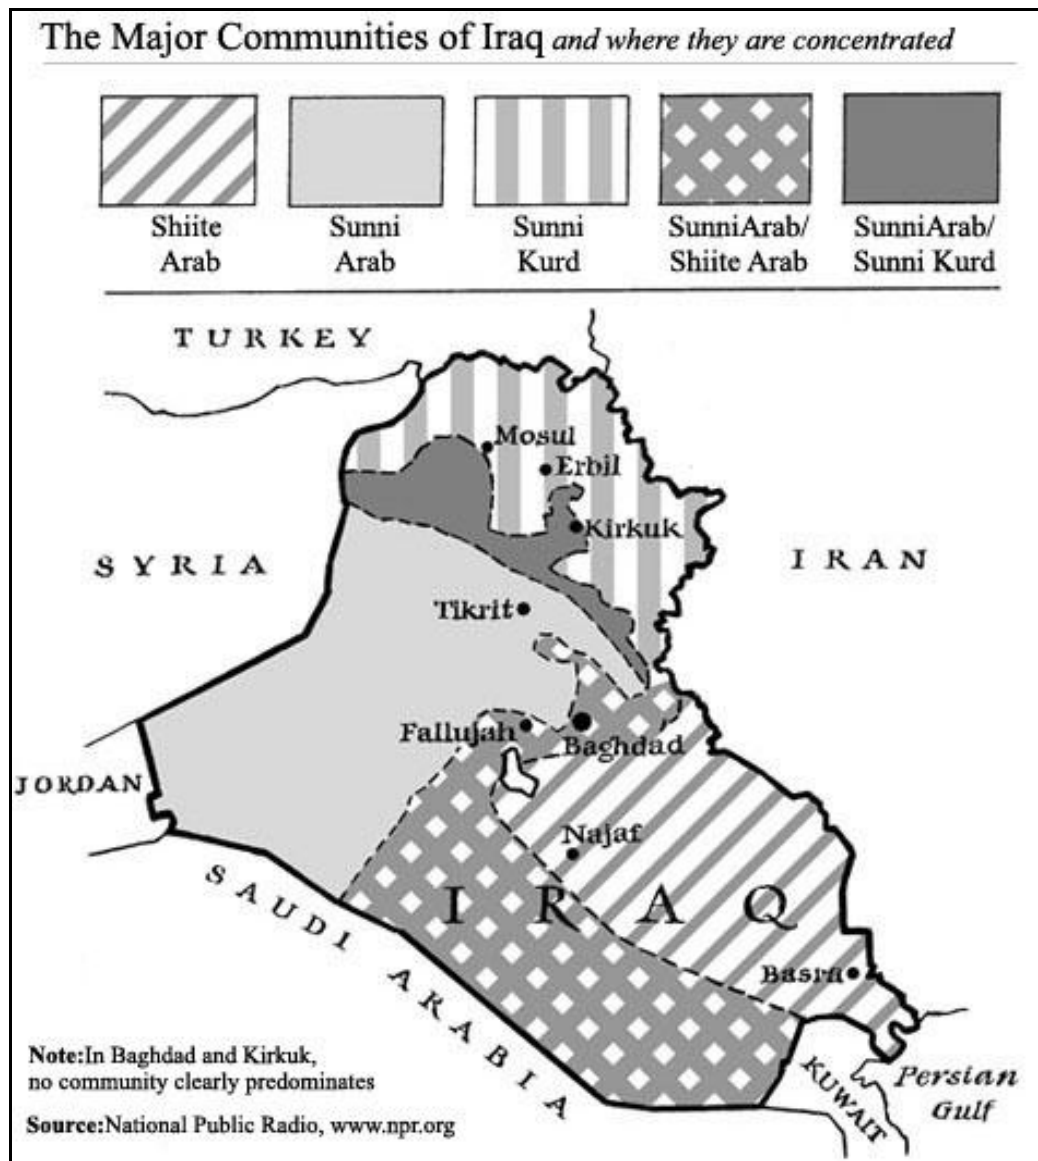 The Major Communities of Iraq and where they are concentrated
Shiite
Arab
Sunni
Arab
Sunni
Kurd
SunniArab/
Shiite Arab
SunniArab/
Sunni Kurd
TURKEY
Mosul
Erbil
Kirkuk
SYRIA
IRAN
Tikrit
Fallujah
Baghdad
JORDAN
Najaf
IRAQ
SAUDI ARABIA
Basra
KUWAIT
Persian
Gulf
Note:In Baghdad and Kirkuk,
no community clearly predominates
Source:National Public Radio, www.npr.org